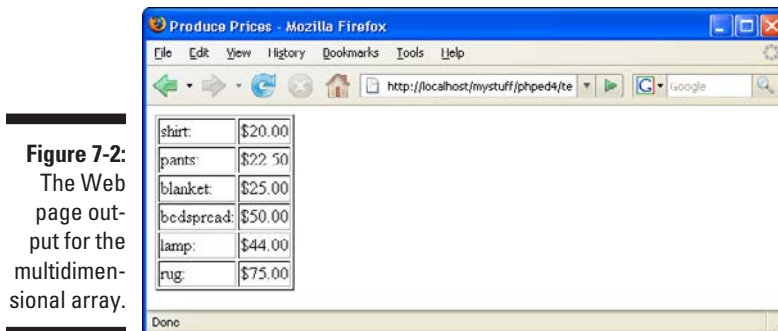 Produce Prices - Mozilla Firefox
File Edit View History Bookmarks Tools Help
http://localhost/mystuff/phped4/te
G Google
shirt: $20.00
pants: $22.50
blanket: $25.00
bedspread: $50.00
lamp: $44.00
rug: $75.00
Done
Figure 7-2:
The Web
page out-
put for the
multidimen-
sional array.